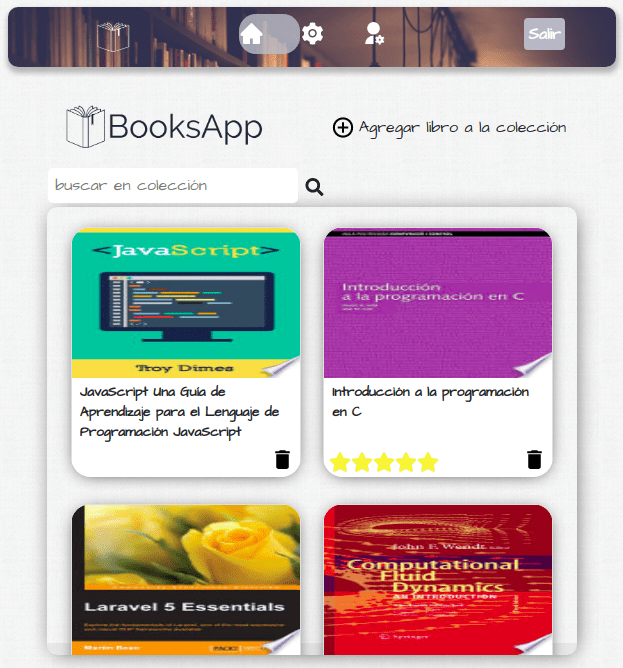 Salir
BooksApp
Agregar libro a la colección
buscar en colección
<JavaScript>
Troy Dimes
JavaScript Una Guía de
Aprendizaje para el Lenguaje de
Programación JavaScript
Introducción
a la programación en C
Introducción a la programación
en C
Laravel 5 Essentials
Martin Bean
PACKT
John F. Wendt
Computational
Fluid
Dynamics
AN INTRODUCTION
Springer